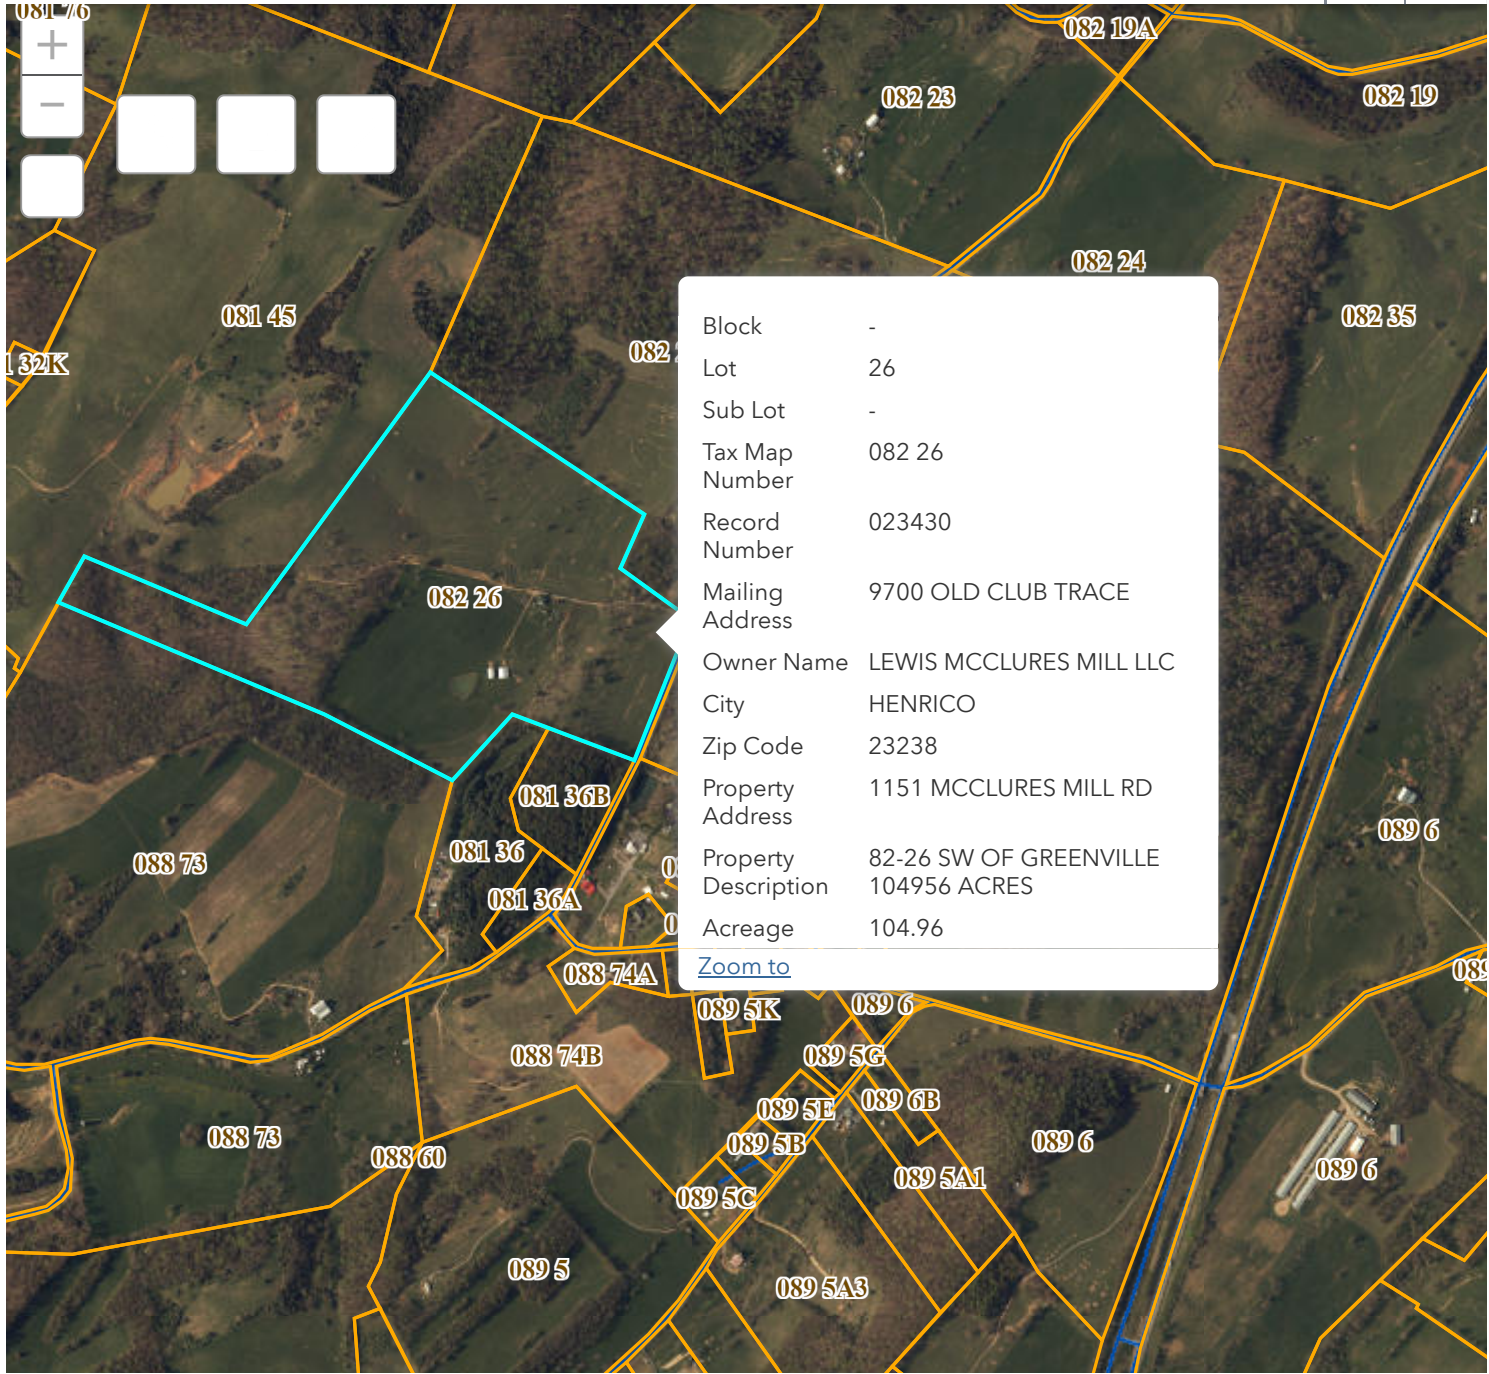 081 76
082 19A
082 23
082 19
082 24
081 45
082 35
082
32K
Block -
Lot 26
Sub Lot -
Tax Map 082 26
Number
Record 023430
Number
Mailing 9700 OLD CLUB TRACE
Address
Owner Name LEWIS MCCLURES MILL LLC
City HENRICO
Zip Code 23238
Property 1151 MCCLURES MILL RD
Address
Property 82-26 SW OF GREENVILLE
Description 104956 ACRES
Acreage 104.96
Zoom to
082 26
081 36B
089 6
081 36
088 73
081 36A
088 74A
089
089 5K
089 6
088 74B
089 5G
089 6B
089 5E
088 73
089 5B
089 6
088 60
089 6
089 5A1
089 5C
089 5
089 5A3